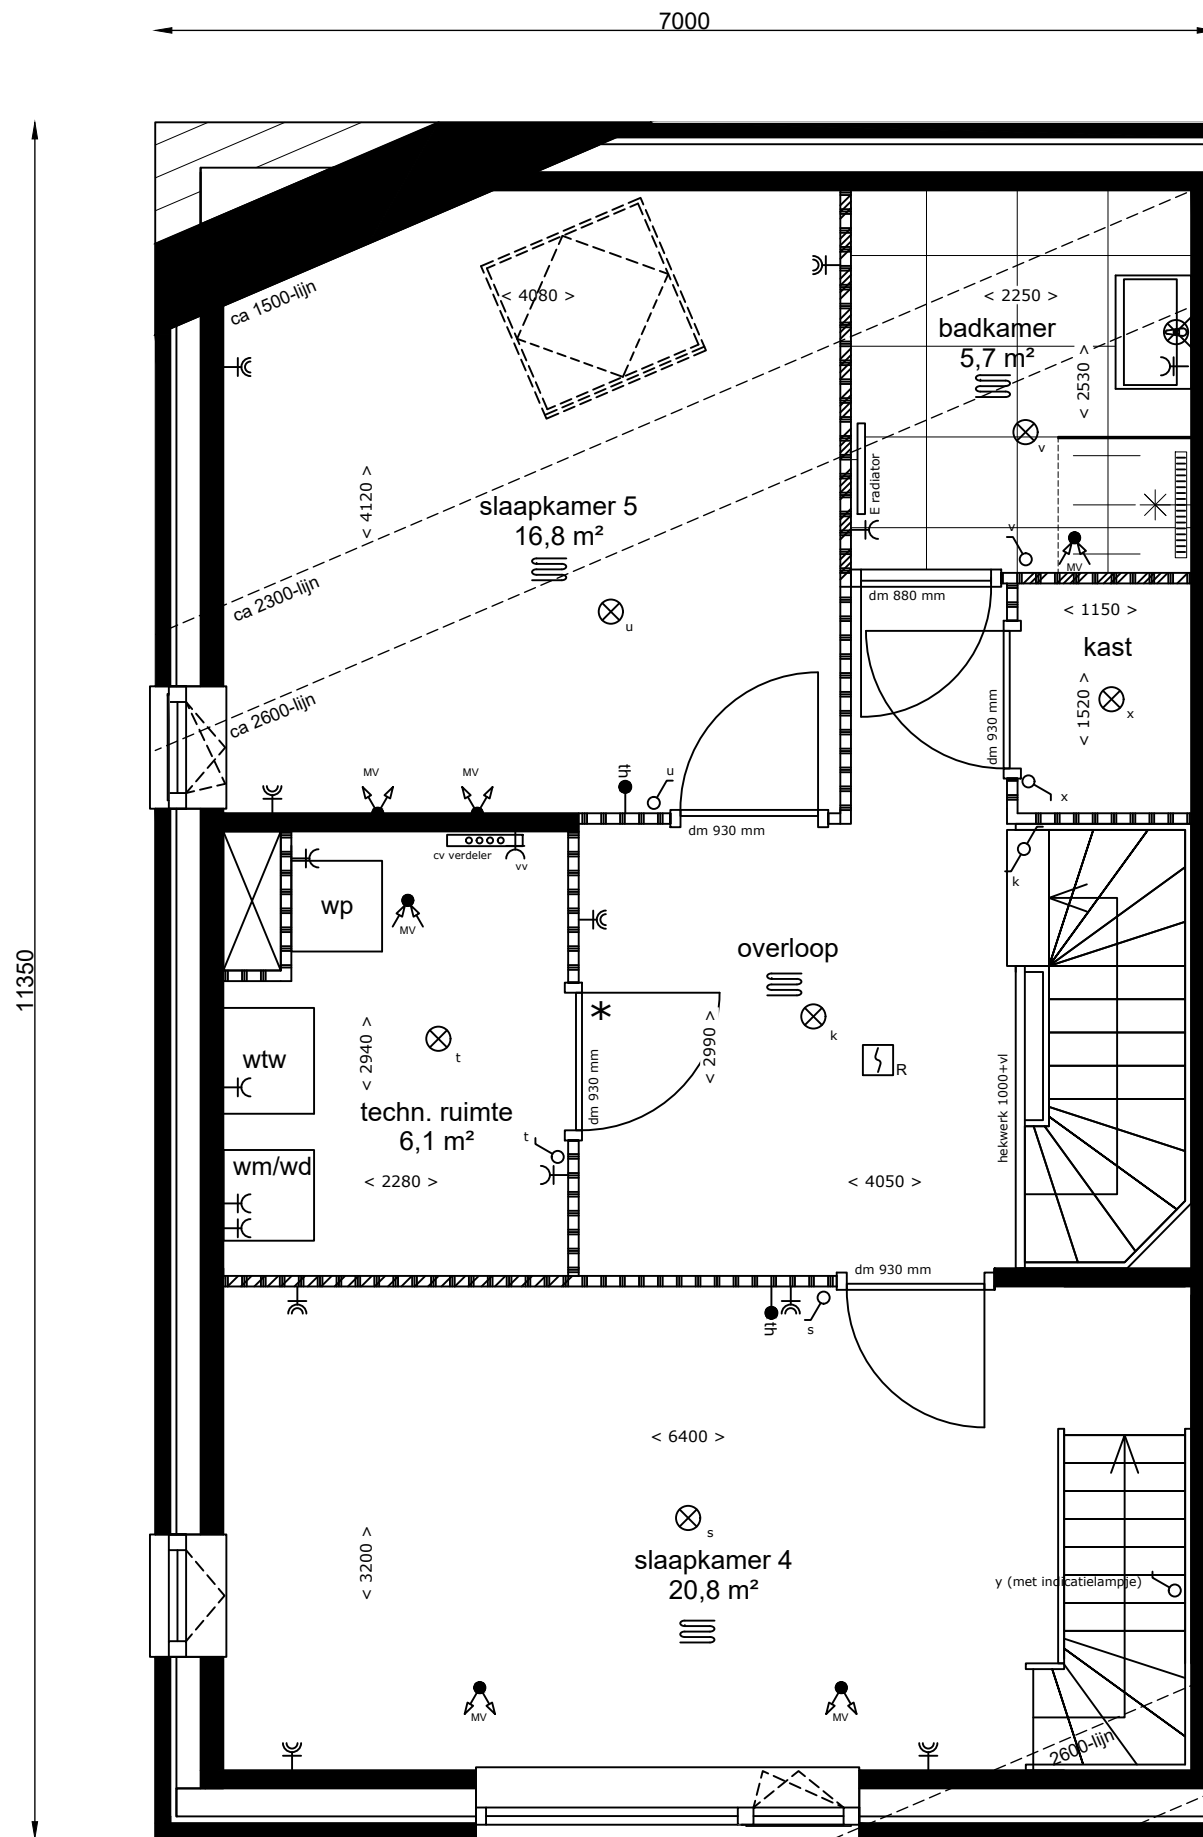 7000
11350
ca 1500-lijn
< 4080 >
< 2250 >
badkamer
5,7 m²
< 2530 >
v
< 4120 >
slaapkamer 5
16,8 m²
E radiator
v
MV
u
ca 2300-lijn
dm 880 mm
< 1150 >
kast
< 1520 >
x
dm 930 mm
ca 2600-lijn
MV
MV
th
u
x
dm 930 mm
cv verdeler
vv
k
wp
MV
overloop
k
R
wtw
t
< 2940 >
dm 930 mm
*
< 2990 >
hekwerk 1000+vl
techn. ruimte
6,1 m²
t
wm/wd
< 2280 >
< 4050 >
dm 930 mm
th
s
< 6400 >
s
slaapkamer 4
20,8 m²
< 3200 >
y (met indicatielampje)
MV
MV
2600-lijn